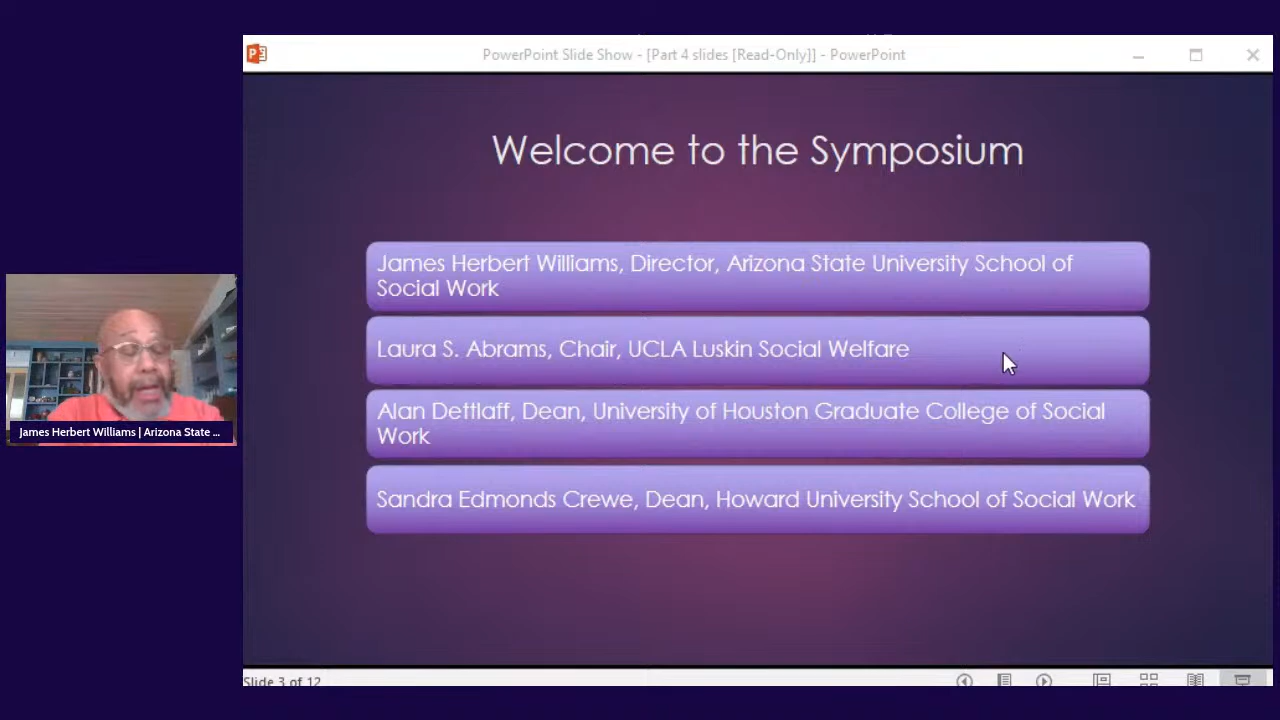 PowerPoint Slide Show - [Part 4 slides [Read-Only]] - PowerPoint
Welcome to the Symposium
James Herbert Williams, Director, Arizona State University School of
Social Work
Laura S. Abrams, Chair, UCLA Luskin Social Welfare
Alan Dettlaff, Dean, University of Houston Graduate College of Social
Work
Sandra Edmonds Crewe, Dean, Howard University School of Social Work
James Herbert Williams | Arizona State ...
Slide 3 of 12